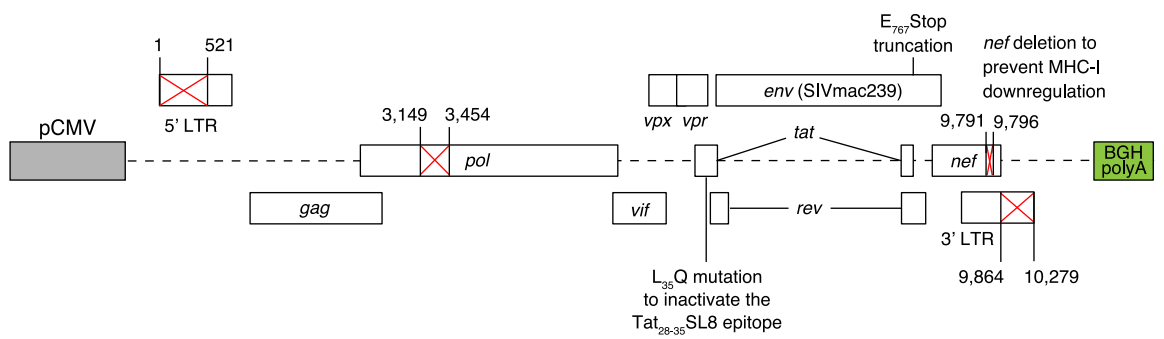 E767Stop
truncation
nef deletion to
prevent MHC-I
downregulation
1 521
5' LTR
pCMV
3,149 3,454
pol
gag
vif
vpx vpr
env (SIVmac239)
tat
rev
9,791 9,796
nef
3' LTR
9,864 10,279
BGH
polyA
L35Q mutation
to inactivate the
Tat28-35SL8 epitope